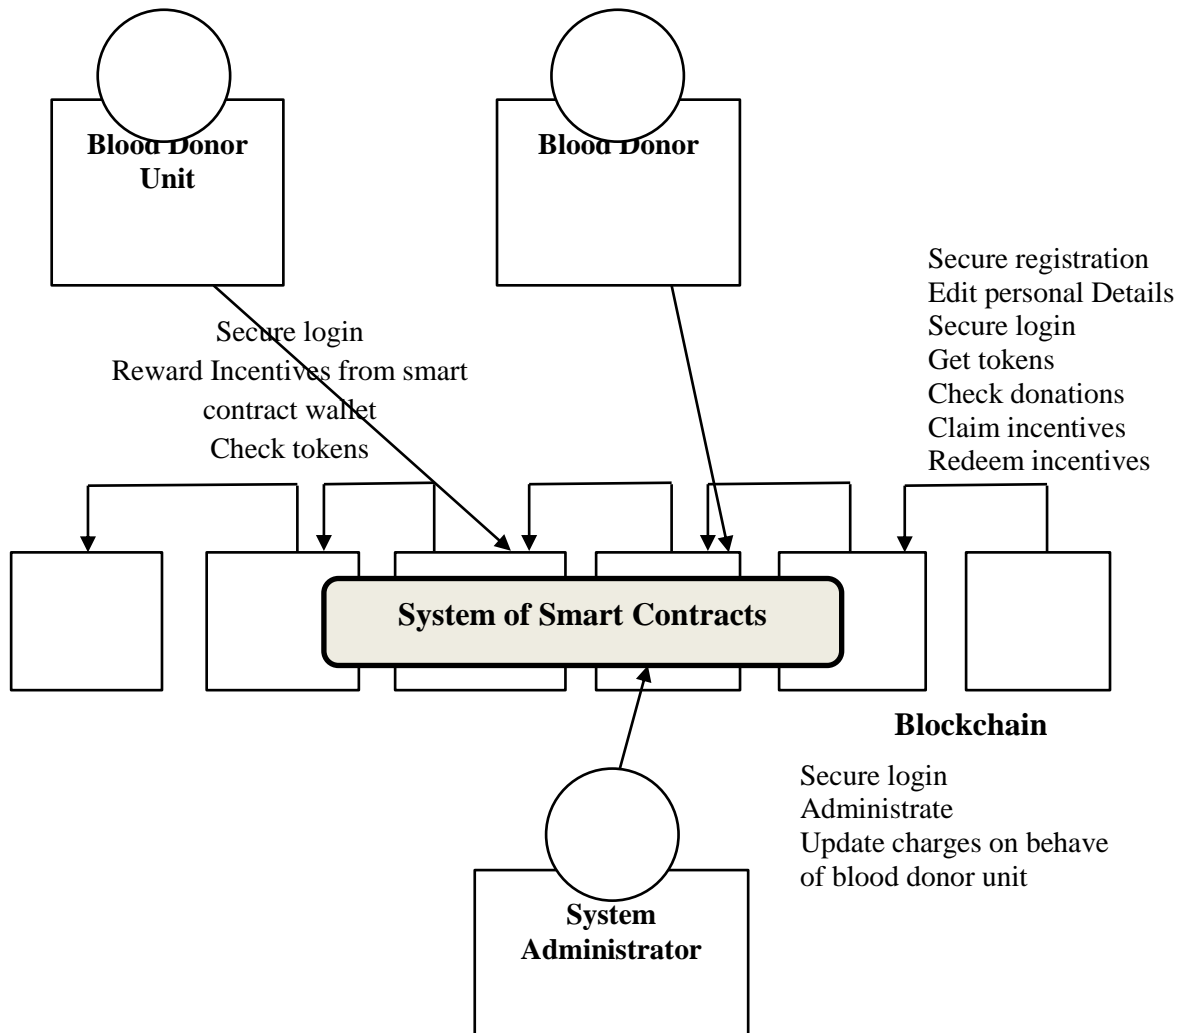 Blood Donor
Unit
Blood Donor
Secure registration
Edit personal Details
Secure login
Get tokens
Check donations
Claim incentives
Redeem incentives
Secure login
Reward Incentives from smart
contract wallet
Check tokens
System of Smart Contracts
Blockchain
Secure login
Administrate
Update charges on behave
of blood donor unit
System
Administrator